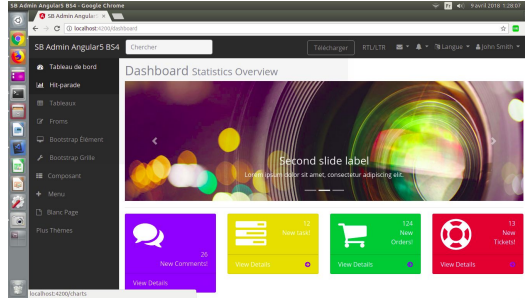 SB Admin Angular5 BS4 - Google Chrome
Fr
9 avril 2018 1:28:07
SB Admin Angular5 BS
localhost:4200/dashboard
SB Admin Angular5 BS4
Chercher
Télécharger
RTL/LTR
Langue
John Smith
Tableau de bord
Hit-parade
Tableaux
Froms
Bootstrap Élément
Bootstrap Grille
Composant
Menu
Blanc Page
Plus Thèmes
Dashboard Statistics Overview
Second slide label
Lorem ipsum dolor sit amet, consectetur adipiscing elit.
26
New Comments!
View Details
12
New task!
View Details
124
New
Orders!
View Details
13
New
Tickets!
View Details
localhost:4200/charts